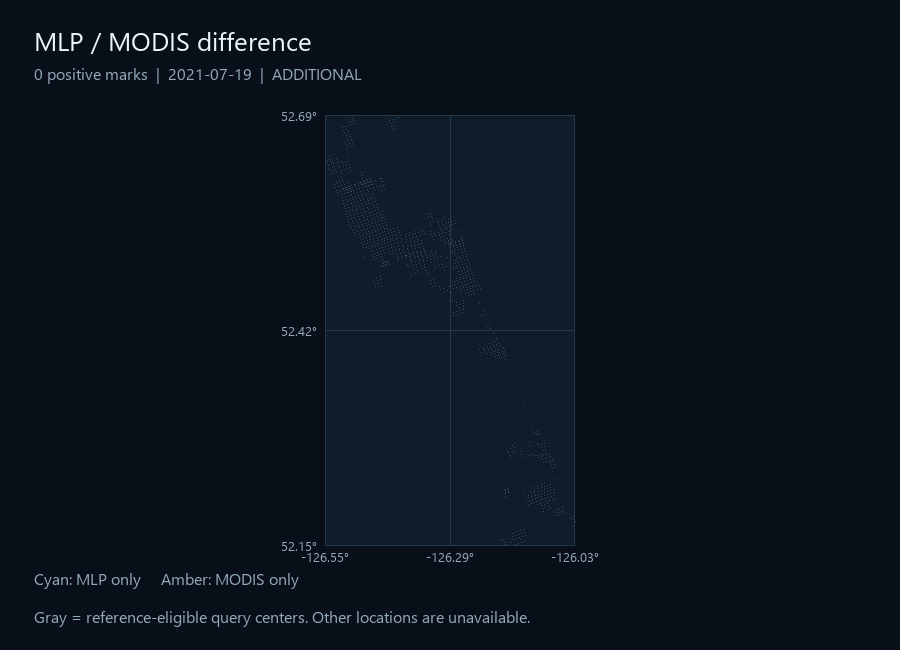 MLP / MODIS difference
0 positive marks | 2021-07-19 | ADDITIONAL
52.69°
52.42°
52.15°
-126.55° -126.29° -126.03°
Cyan: MLP only Amber: MODIS only
Gray = reference-eligible query centers. Other locations are unavailable.